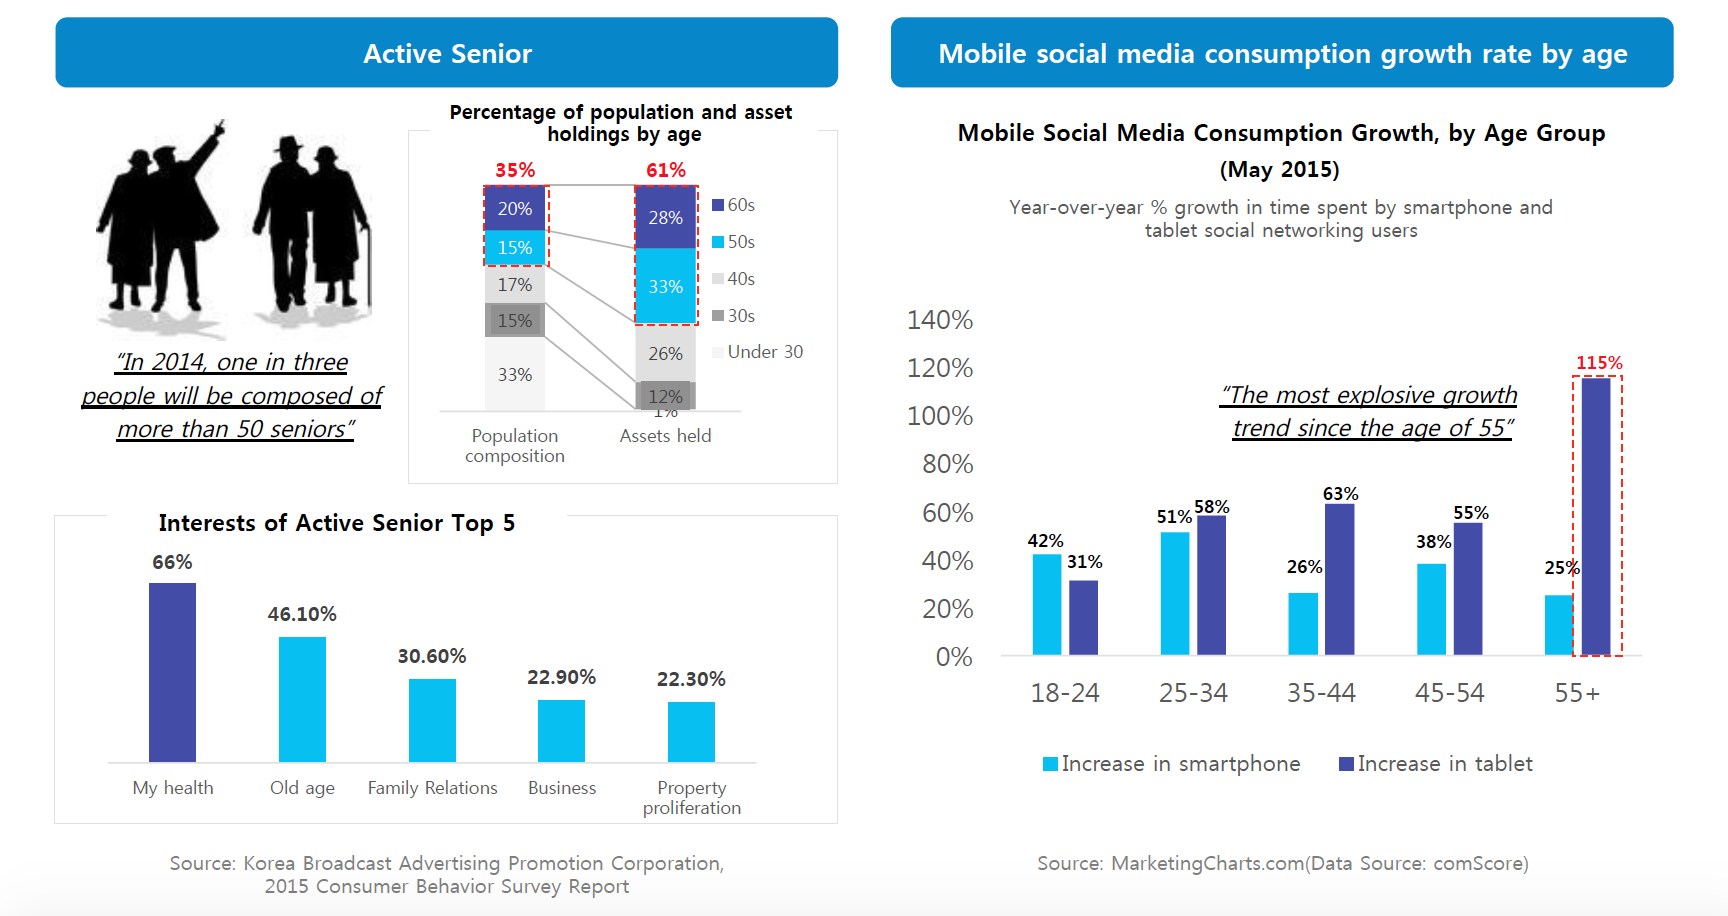 Active Senior
Percentage of population and asset
holdings by age
35%
61%
20%
15%
17%
15%
33%
28%
33%
26%
12%
1%
60s
50s
40s
30s
Under 30
Population
composition
Assets held
“In 2014, one in three
people will be composed of
more than 50 seniors”
Interests of Active Senior Top 5
66%
46.10%
30.60%
22.90%
22.30%
My health
Old age
Family Relations
Business
Property
proliferation
Source: Korea Broadcast Advertising Promotion Corporation,
2015 Consumer Behavior Survey Report
Mobile social media consumption growth rate by age
Mobile Social Media Consumption Growth, by Age Group
(May 2015)
Year-over-year % growth in time spent by smartphone and
tablet social networking users
140%
120%
100%
80%
60%
40%
20%
0%
“The most explosive growth
trend since the age of 55”
42%
31%
51%
58%
26%
63%
38%
55%
25%
115%
18-24
25-34
35-44
45-54
55+
Increase in smartphone
Increase in tablet
Source: MarketingCharts.com(Data Source: comScore)